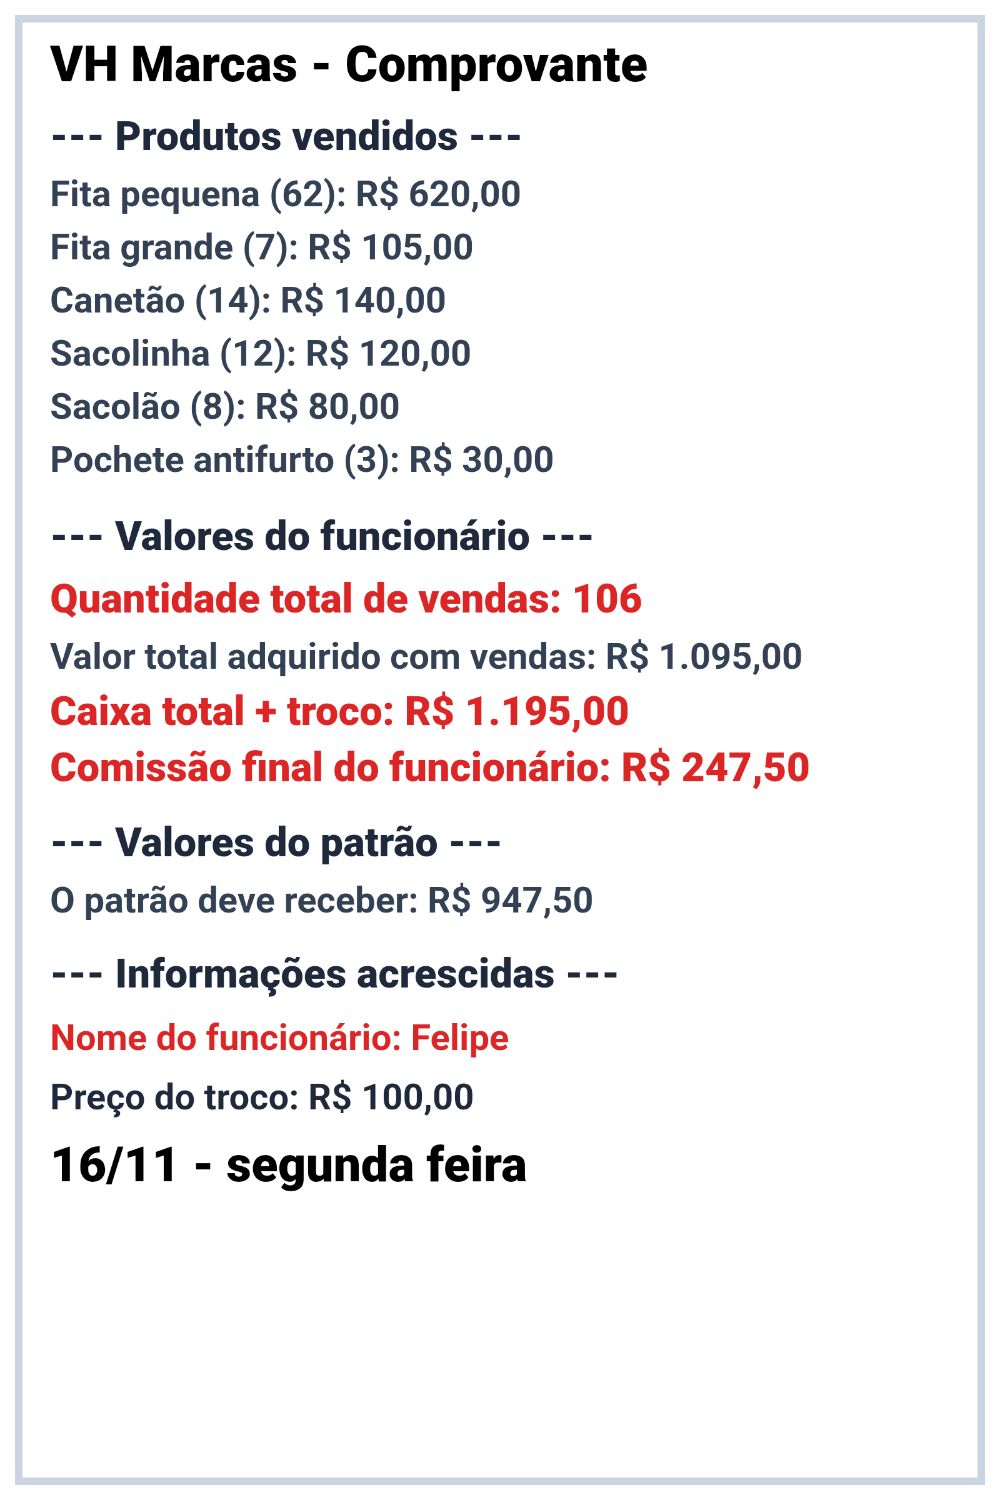 VH Marcas - Comprovante
--- Produtos vendidos ---
Fita pequena (62): R$ 620,00
Fita grande (7): R$ 105,00
Canetão (14): R$ 140,00
Sacolinha (12): R$ 120,00
Sacolão (8): R$ 80,00
Pochete antifurto (3): R$ 30,00
--- Valores do funcionário ---
Quantidade total de vendas: 106
Valor total adquirido com vendas: R$ 1.095,00
Caixa total + troco: R$ 1.195,00
Comissão final do funcionário: R$ 247,50
--- Valores do patrão ---
O patrão deve receber: R$ 947,50
--- Informações acrescidas ---
Nome do funcionário: Felipe
Preço do troco: R$ 100,00
16/11 - segunda feira